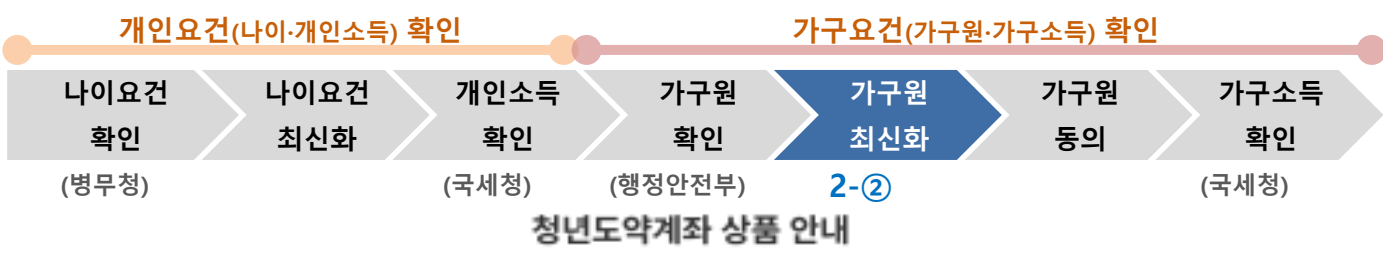 개인요건(나이·개인소득) 확인
가구요건(가구원·가구소득) 확인
나이요건
확인
나이요건
최신화
개인소득
확인
가구원
확인
가구원
최신화
가구원
동의
가구소득
확인
(병무청)
(국세청)
(행정안전부)
2-②
(국세청)
청년도약계좌 상품 안내